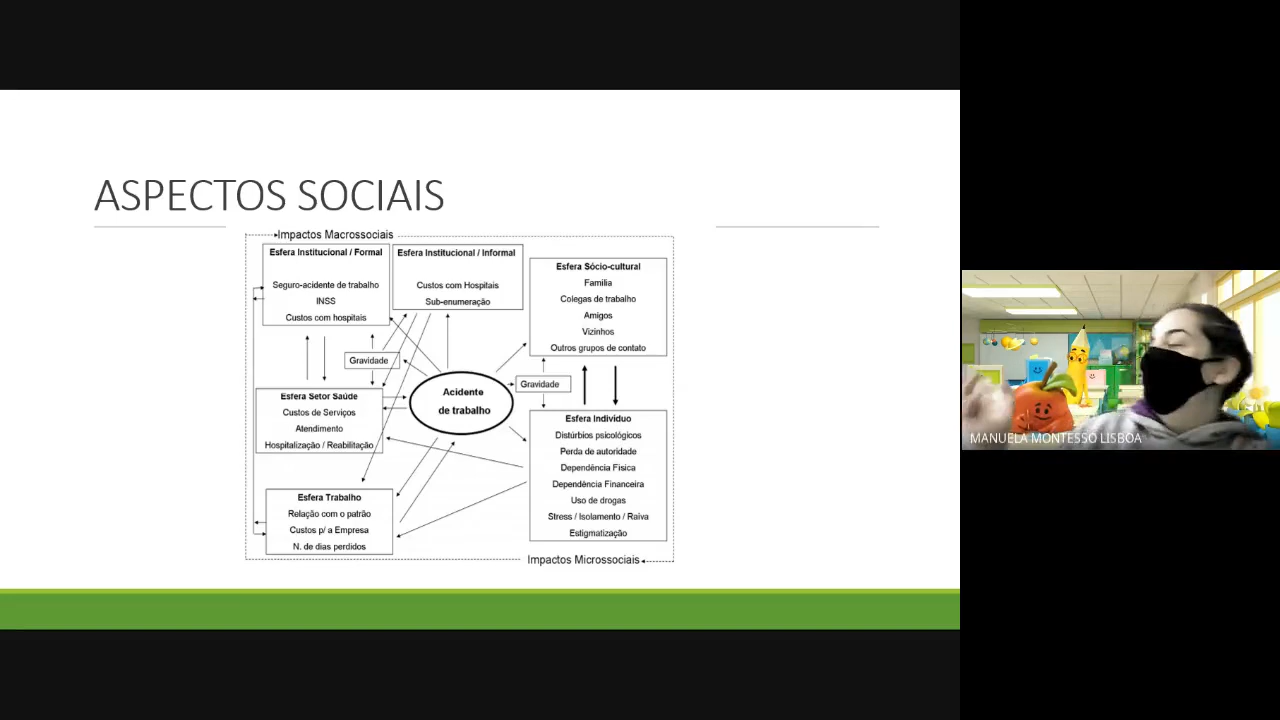 ASPECTOS SOCIAIS
Impactos Macrossociais
Esfera Institucional / Formal
Seguro-acidente de trabalho
INSS
Custos com hospitais
Esfera Institucional / Informal
Custos com Hospitais
Sub-enumeração
Esfera Sócio-cultural
Família
Colegas de trabalho
Amigos
Vizinhos
Outros grupos de contato
Gravidade
Acidente
de trabalho
Gravidade
Esfera Setor Saúde
Custos de Serviços
Atendimento
Hospitalização / Reabilitação
Esfera Indivíduo
Distúrbios psicológicos
Perda de autoridade
Dependência Física
Dependência Financeira
Uso de drogas
Stress / Isolamento / Raiva
Estigmatização
Esfera Trabalho
Relação com o patrão
Custos p/ a Empresa
N. de dias perdidos
Impactos Microssociais
MANUELA MONTESSO LISBOA